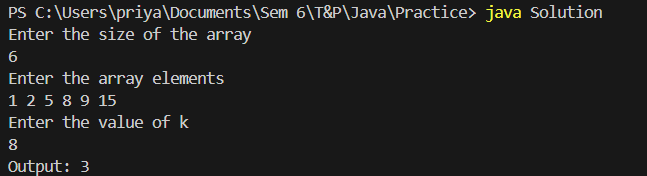 PS C:\Users\priya\Documents\Sem 6\T&P\Java\Practice> java Solution
Enter the size of the array
6
Enter the array elements
1 2 5 8 9 15
Enter the value of k
8
Output: 3